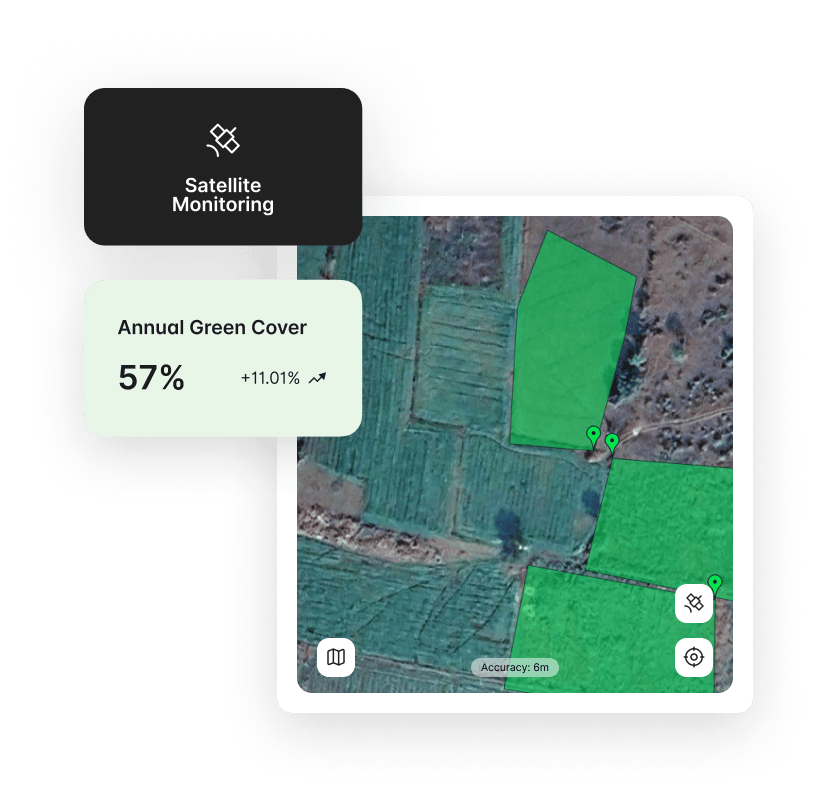 Satellite
Monitoring
Annual Green Cover
57%
+11.01%
Accuracy: 6m